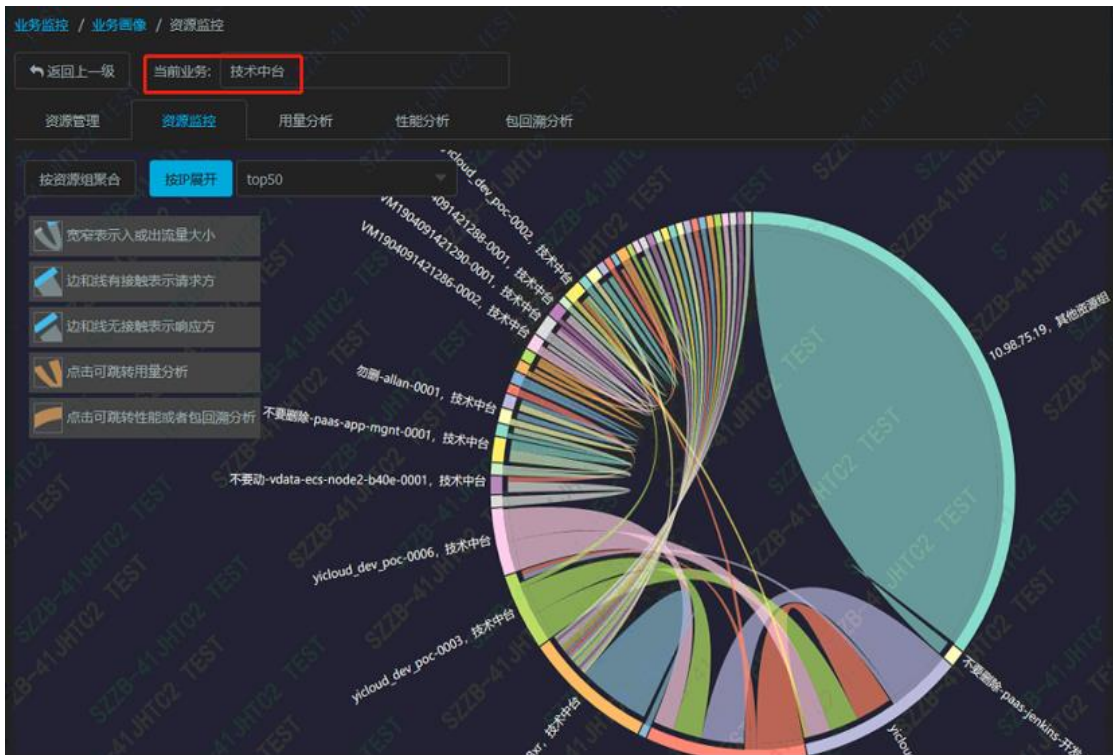 业务监控 / 业务画像 / 资源监控
返回上一级 当前业务: 技术中台
资源管理 资源监控 用量分析 性能分析 包回溯分析
按资源组聚合 按IP展开 top50
宽窄表示入或出流量大小
边和线有接触表示请求方
边和线无接触表示响应方
点击可跳转用量分析
点击可跳转性能或者包回溯分析
icloud_dev_poc-0002, 技术中台
4091421288-0001, 技术中台
VM1904091421290-0001, 技术中台
VM1904091421286-0002, 技术中台
勿删-allan-0001, 技术中台
不要删除-paas-app-mgnt-0001, 技术中台
不要动-vdata-ecs-node2-b40e-0001, 技术中台
yicloud_dev_poc-0006, 技术中台
yicloud_dev_poc-0003, 技术中台
技术中台
10.98.75.19, 其他资源组
不要删除-paas-jenkins-开发
yiclou
SZZB-41JHTC2 TEST